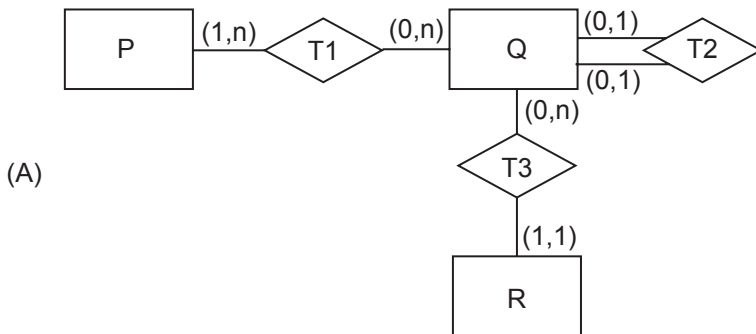 P (1,n) T1 (0,n) Q (0,1) T2
(0,1)
(0,n)
(A) T3
(1,1)
R